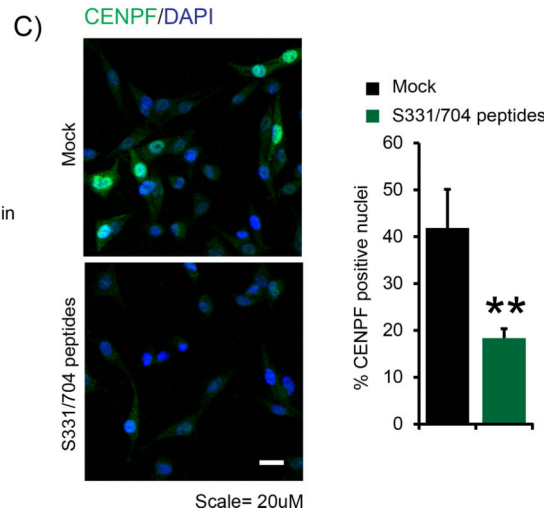 C)
CENPF/DAPI
Mock
S331/704 peptides
Scale= 20uM
in
Mock
S331/704 peptides
% CENPF positive nuclei
60
50
40
30
20
10
0
**